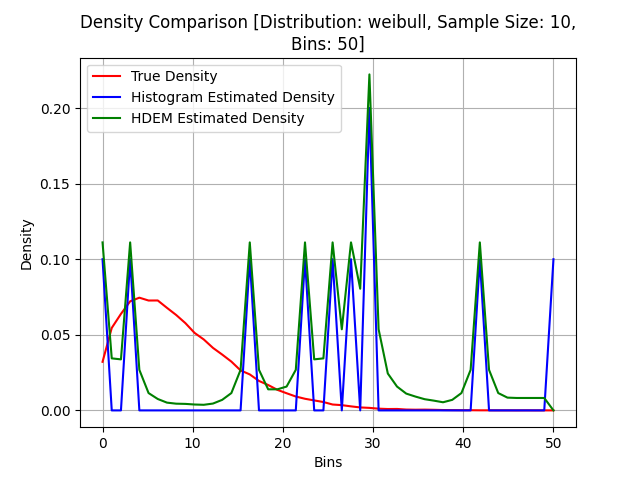 Density Comparison [Distribution: weibull, Sample Size: 10,
Bins: 50]
True Density
Histogram Estimated Density
HDEM Estimated Density
0.20
0.15
0.10
0.05
0.00
Density
0 10 20 30 40 50
Bins